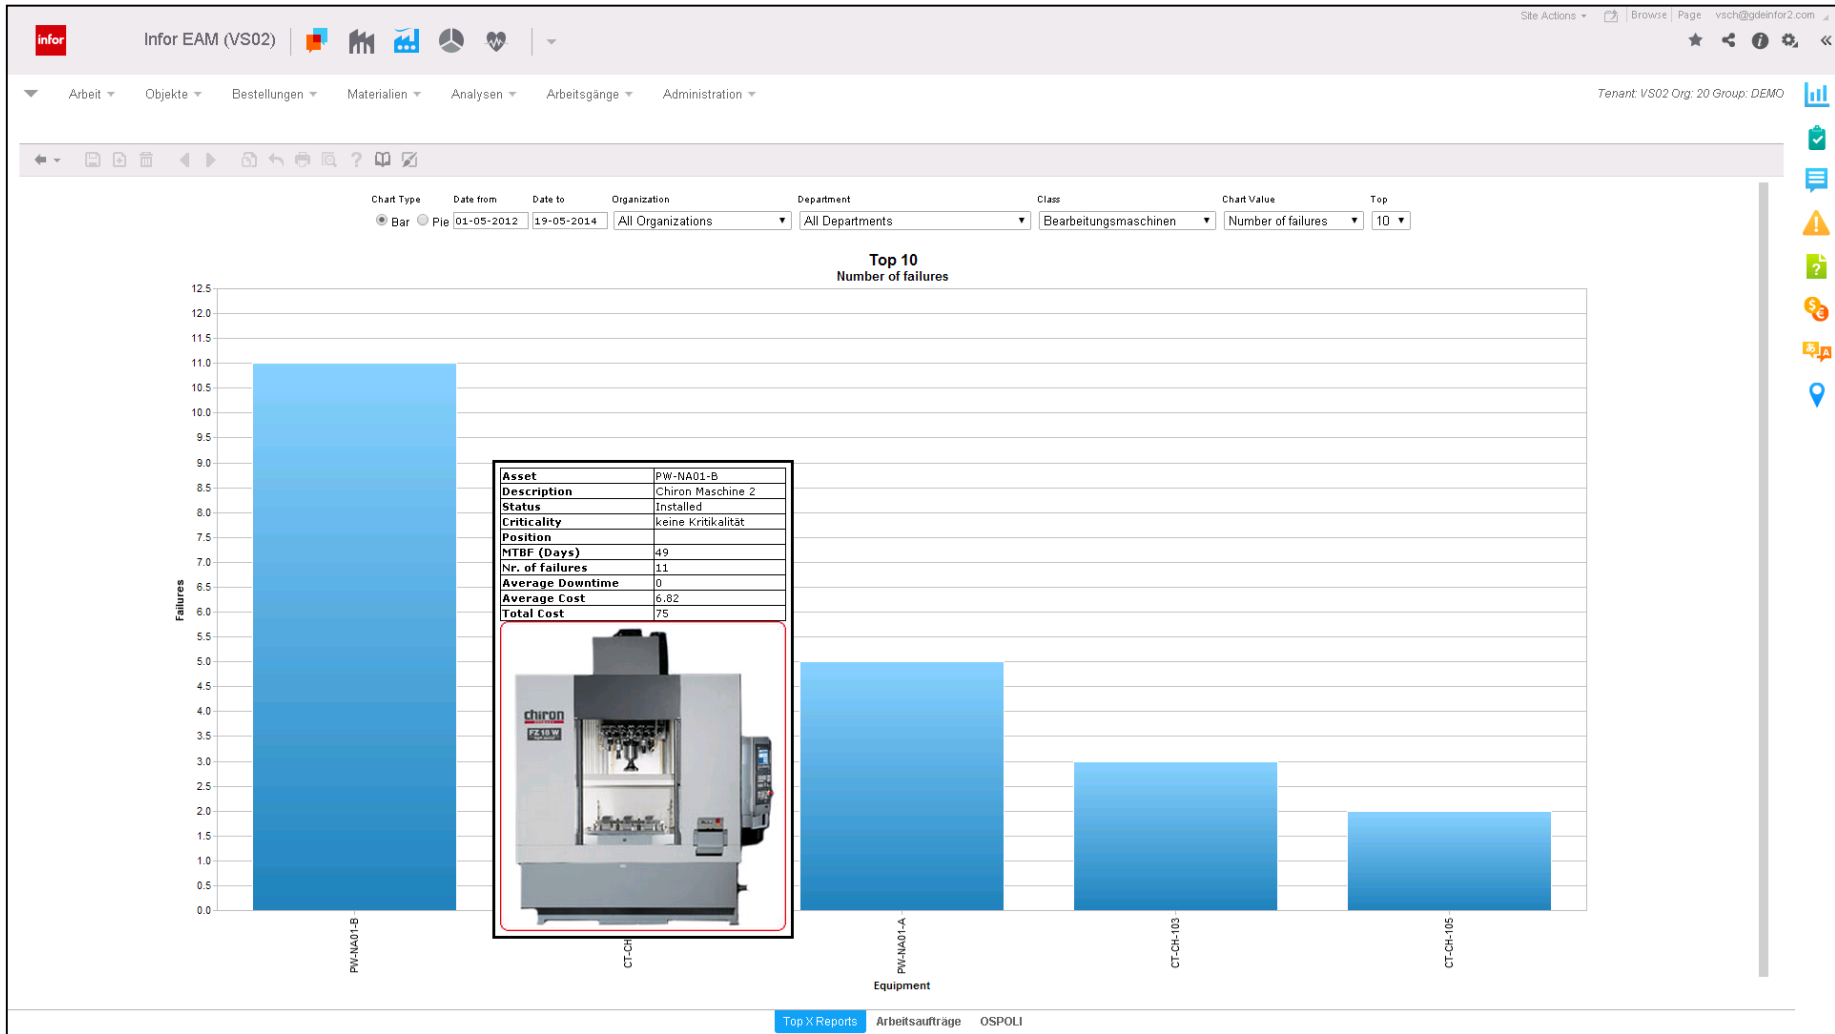 Site Actions Browse Page vsch@gdeinfor2.com
infor Infor EAM (VS02)
Arbeit Objekte Bestellungen Materialien Analysen Arbeitsgänge Administration
Tenant: VS02 Org: 20 Group: DEMO
Chart Type Date from Date to Organization Department Class Chart Value Top
Bar Pie 01-05-2012 19-05-2014 All Organizations All Departments Bearbeitungsmaschinen Number of failures 10
Top 10
Number of failures
12.5
12.0
11.5
11.0
10.5
10.0
9.5
9.0
8.5
8.0
7.5
7.0
6.5
6.0
5.5
5.0
4.5
4.0
3.5
3.0
2.5
2.0
1.5
1.0
0.5
0.0
Failures
Asset PW-NA01-B
Description Chiron Maschine 2
Status Installed
Criticality keine Kritikalität
Position
MTBF (Days) 49
Nr. of failures 11
Average Downtime 0
Average Cost 6.82
Total Cost 75
chiron
FZ 18 W
PW-NA01-B
CT-CH
PW-NA01-A
CT-CH-103
CT-CH-105
Equipment
Top X Reports Arbeitsaufträge OSPOLI